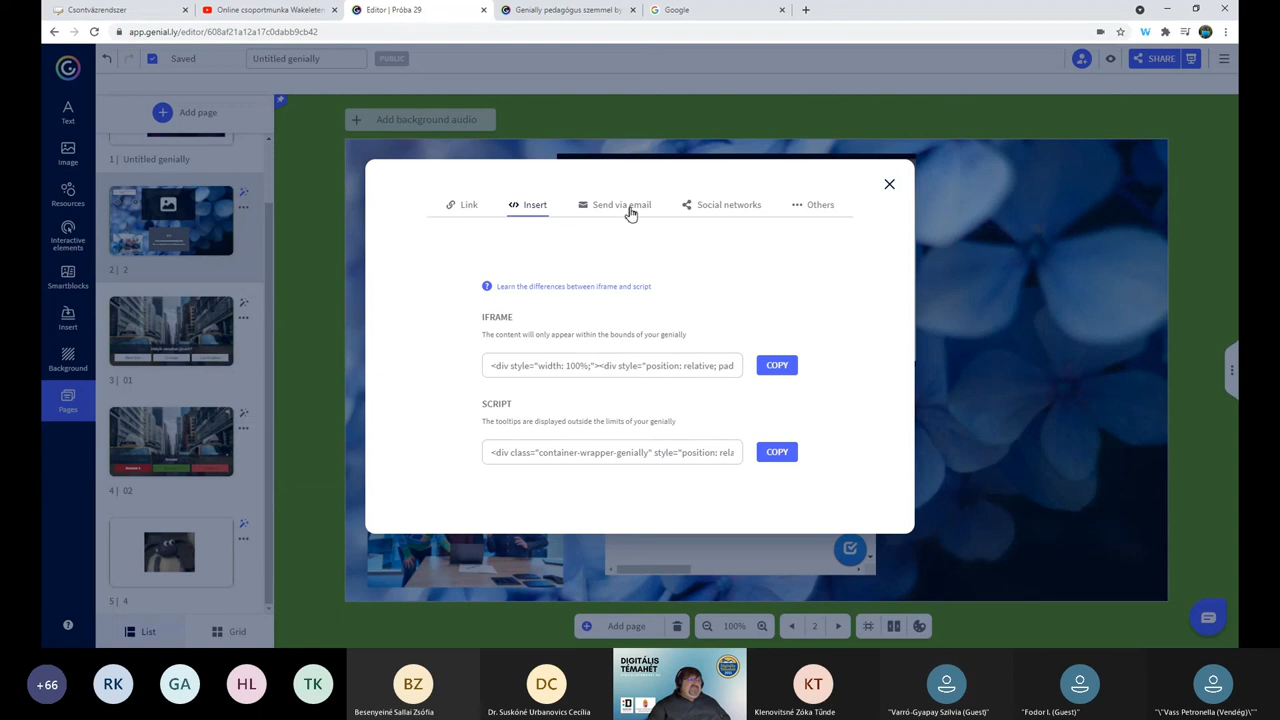 Csontvázrendszer
Online csoportmunka Wakeleten
Editor | Próba 29
Genially pedagógus szemmel by
Google
app.genial.ly/editor/608af21a12a17c0dabb9cb42
W
Saved
Untitled genially
PUBLIC
SHARE
Text
Image
Resources
Interactive
elements
Smartblocks
Insert
Background
Pages
Add page
1 | Untitled genially
2 | 2
3 | 01
4 | 02
5 | 4
List
Grid
Add background audio
Link
Insert
Send via email
Social networks
Others
Learn the differences between iframe and script
IFRAME
The content will only appear within the bounds of your genially
<div style="width: 100%;"><div style="position: relative; pad
COPY
SCRIPT
The tooltips are displayed outside the limits of your genially
<div class="container-wrapper-genially" style="position: rela
COPY
Add page
100%
2
+66
RK
GA
HL
TK
BZ
Besenyeiné Sallai Zsófia
DC
Dr. Suskóné Urbanovics Cecília
DIGITÁLIS
TÉMAHÉT
KT
Klenovitsné Zóka Tünde
"Varró-Gyapay Szilvia (Guest)"
"Fodor I. (Guest)"
"\"Vass Petronella (Vendég)\"